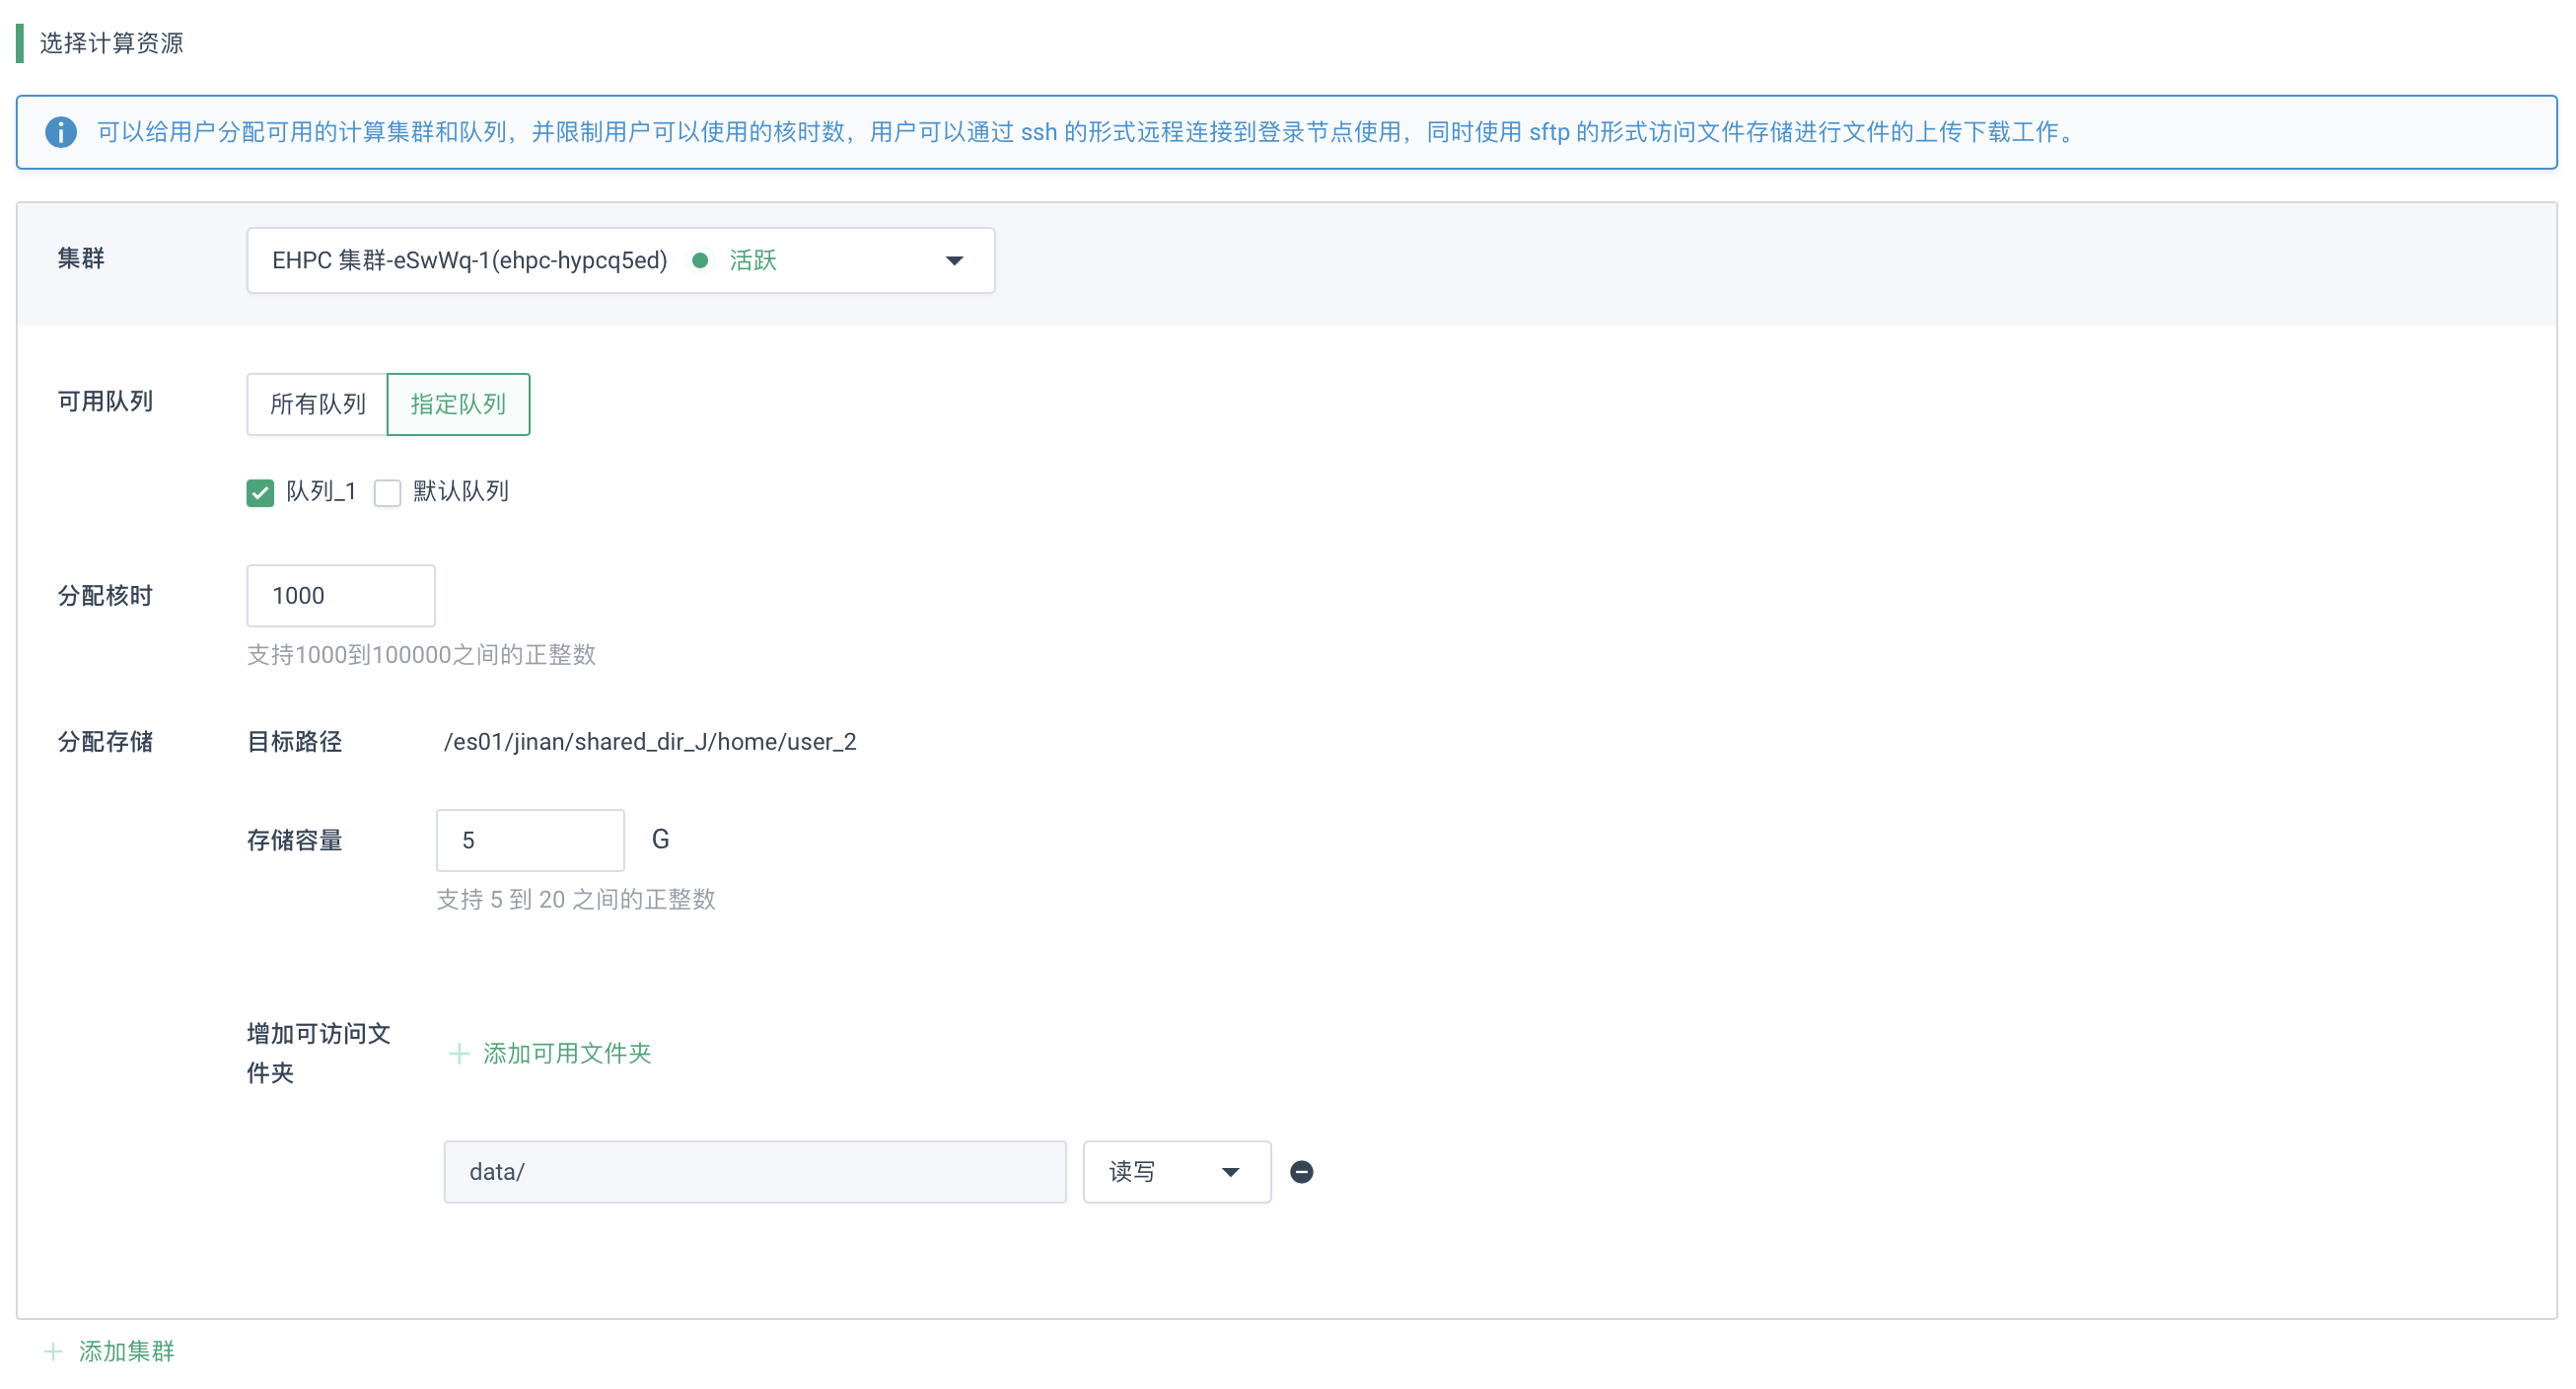 选择计算资源
可以给用户分配可用的计算集群和队列，并限制用户可以使用的核时数，用户可以通过 ssh 的形式远程连接到登录节点使用，同时使用 sftp 的形式访问文件存储进行文件的上传下载工作。
集群 EHPC 集群-eSwWq-1(ehpc-hypcq5ed) 活跃
可用队列 所有队列 指定队列
队列_1 默认队列
分配核时 1000
支持1000到100000之间的正整数
分配存储 目标路径 /es01/jinan/shared_dir_J/home/user_2
存储容量 5 G
支持 5 到 20 之间的正整数
增加可访问文
件夹
添加可用文件夹
data/ 读写
添加集群